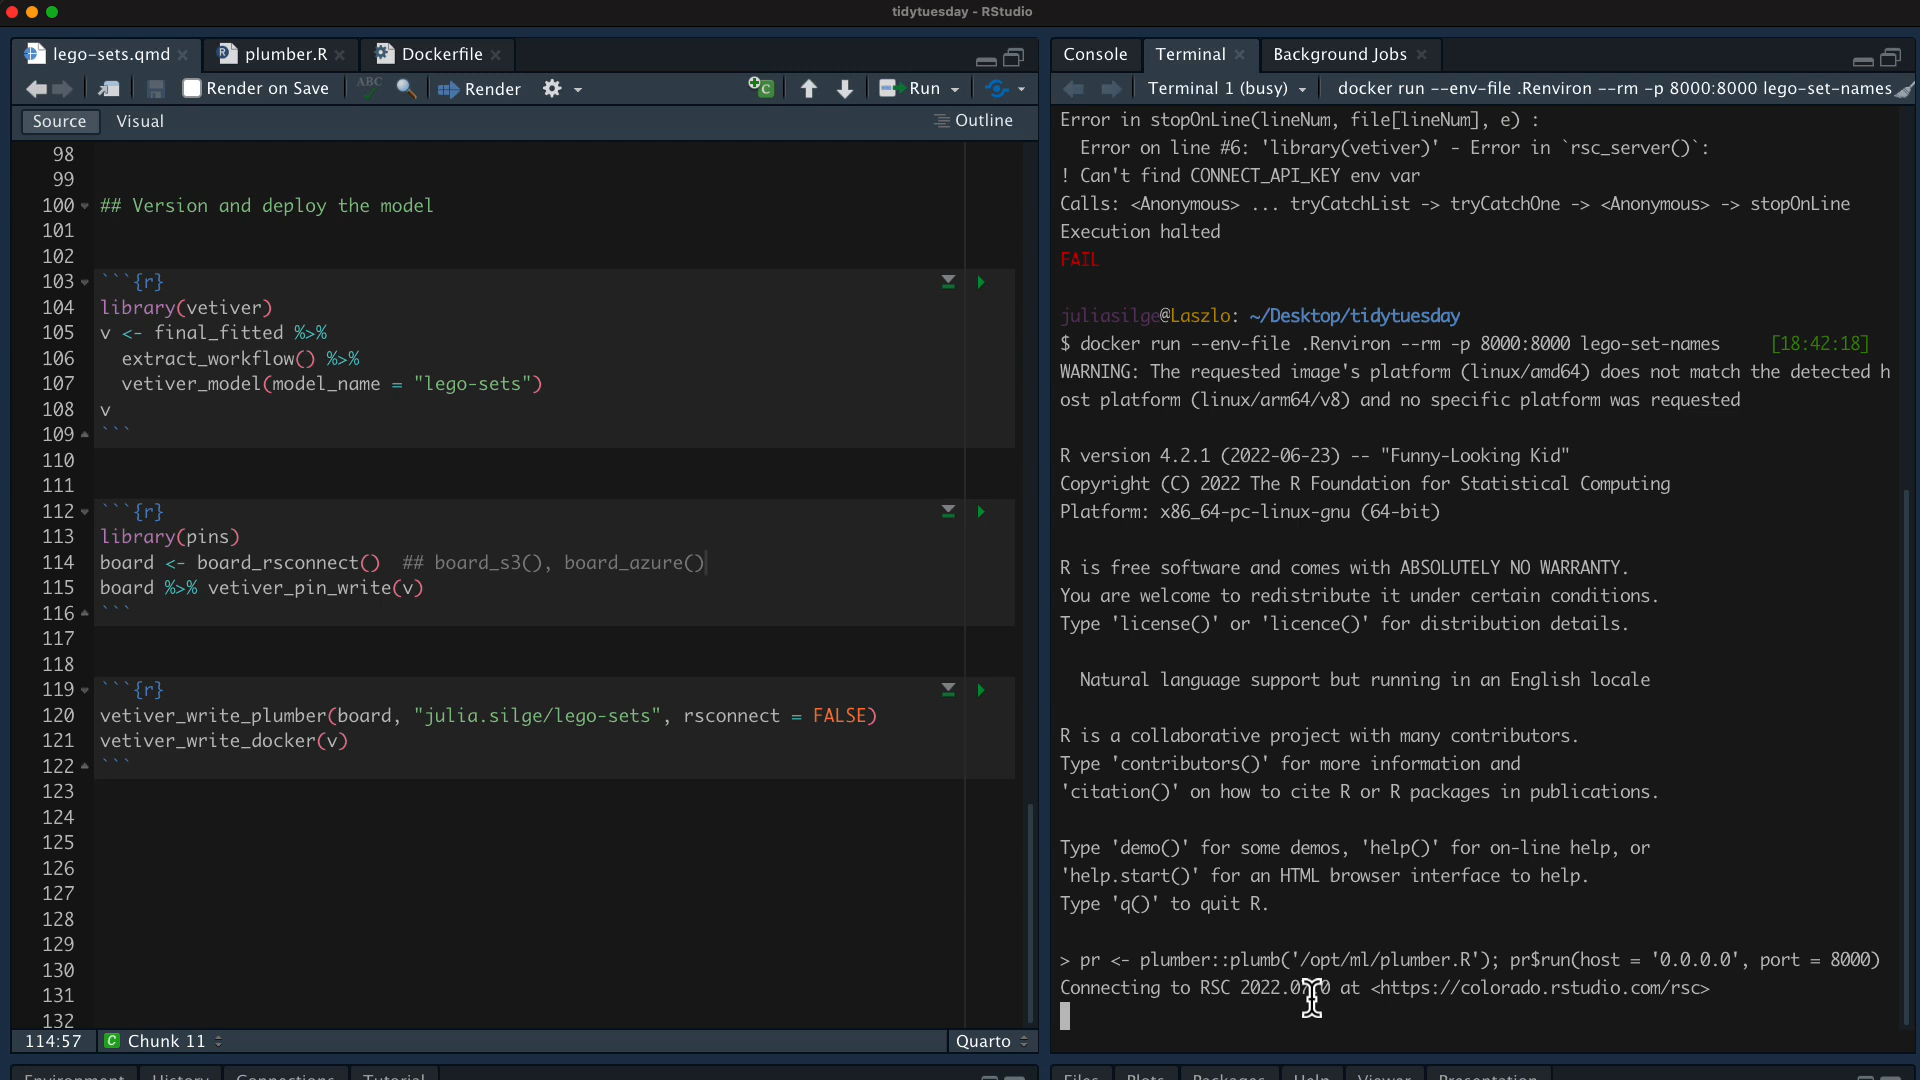 tidytuesday - RStudio
lego-sets.qmd
plumber.R
Dockerfile
Render on Save
ABC
Render
Run
Source
Visual
Outline
98
99
100 ## Version and deploy the model
101
102
103 ```{r}
104 library(vetiver)
105 v <- final_fitted %>%
106   extract_workflow() %>%
107   vetiver_model(model_name = "lego-sets")
108 v
109 ```
110
111
112 ```{r}
113 library(pins)
114 board <- board_rsconnect()  ## board_s3(), board_azure()
115 board %>% vetiver_pin_write(v)
116 ```
117
118
119 ```{r}
120 vetiver_write_plumber(board, "julia.silge/lego-sets", rsconnect = FALSE)
121 vetiver_write_docker(v)
122 ```
123
124
125
126
127
128
129
130
131
132
114:57
C Chunk 11
Quarto
Environment
History
Connections
Tutorial
Console
Terminal
Background Jobs
Terminal 1 (busy)
docker run --env-file .Renviron --rm -p 8000:8000 lego-set-names
Error in stopOnLine(lineNum, file[lineNum], e) :
  Error on line #6: 'library(vetiver)' - Error in `rsc_server()`:
! Can't find CONNECT_API_KEY env var
Calls: <Anonymous> ... tryCatchList -> tryCatchOne -> <Anonymous> -> stopOnLine
Execution halted
FAIL
juliasilge@Laszlo: ~/Desktop/tidytuesday
$ docker run --env-file .Renviron --rm -p 8000:8000 lego-set-names     [18:42:18]
WARNING: The requested image's platform (linux/amd64) does not match the detected h
ost platform (linux/arm64/v8) and no specific platform was requested
R version 4.2.1 (2022-06-23) -- "Funny-Looking Kid"
Copyright (C) 2022 The R Foundation for Statistical Computing
Platform: x86_64-pc-linux-gnu (64-bit)
R is free software and comes with ABSOLUTELY NO WARRANTY.
You are welcome to redistribute it under certain conditions.
Type 'license()' or 'licence()' for distribution details.
  Natural language support but running in an English locale
R is a collaborative project with many contributors.
Type 'contributors()' for more information and
'citation()' on how to cite R or R packages in publications.
Type 'demo()' for some demos, 'help()' for on-line help, or
'help.start()' for an HTML browser interface to help.
Type 'q()' to quit R.
> pr <- plumber::plumb('/opt/ml/plumber.R'); pr$run(host = '0.0.0.0', port = 8000)
Connecting to RSC at <https://colorado.rstudio.com/rsc>
Files
Plots
Packages
Help
Viewer
Presentation